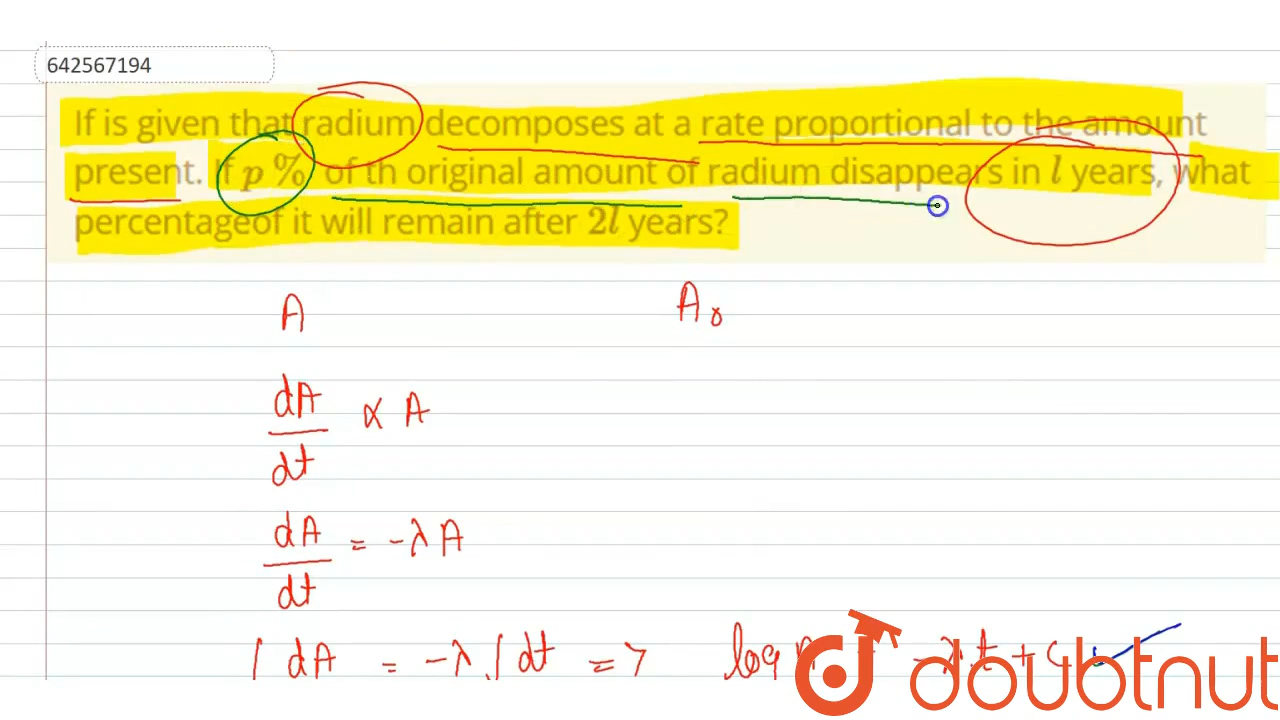 642567194
If is given that radium decomposes at a rate proportional to the amount
present. If p % of th original amount of radium disappears in l years, what
percentageof it will remain after 2l years?
A A₀
dA/dt ∝ A
dA/dt = -λA
∫ dA = -λ∫dt => log A = -λt + C
doubtnut